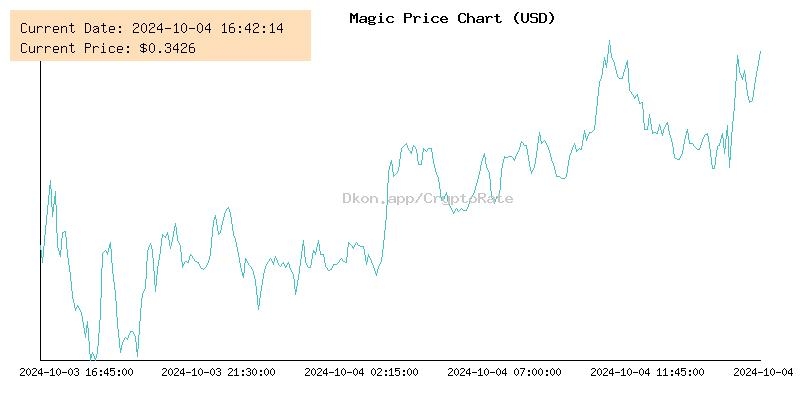 Magic Price Chart (USD)
Current Date: 2024-10-04 16:42:14
Current Price: $0.3426
Dkon.app/CryptoRate
2024-10-03 16:45:00 2024-10-03 21:30:00 2024-10-04 02:15:00 2024-10-04 07:00:00 2024-10-04 11:45:00 2024-10-04